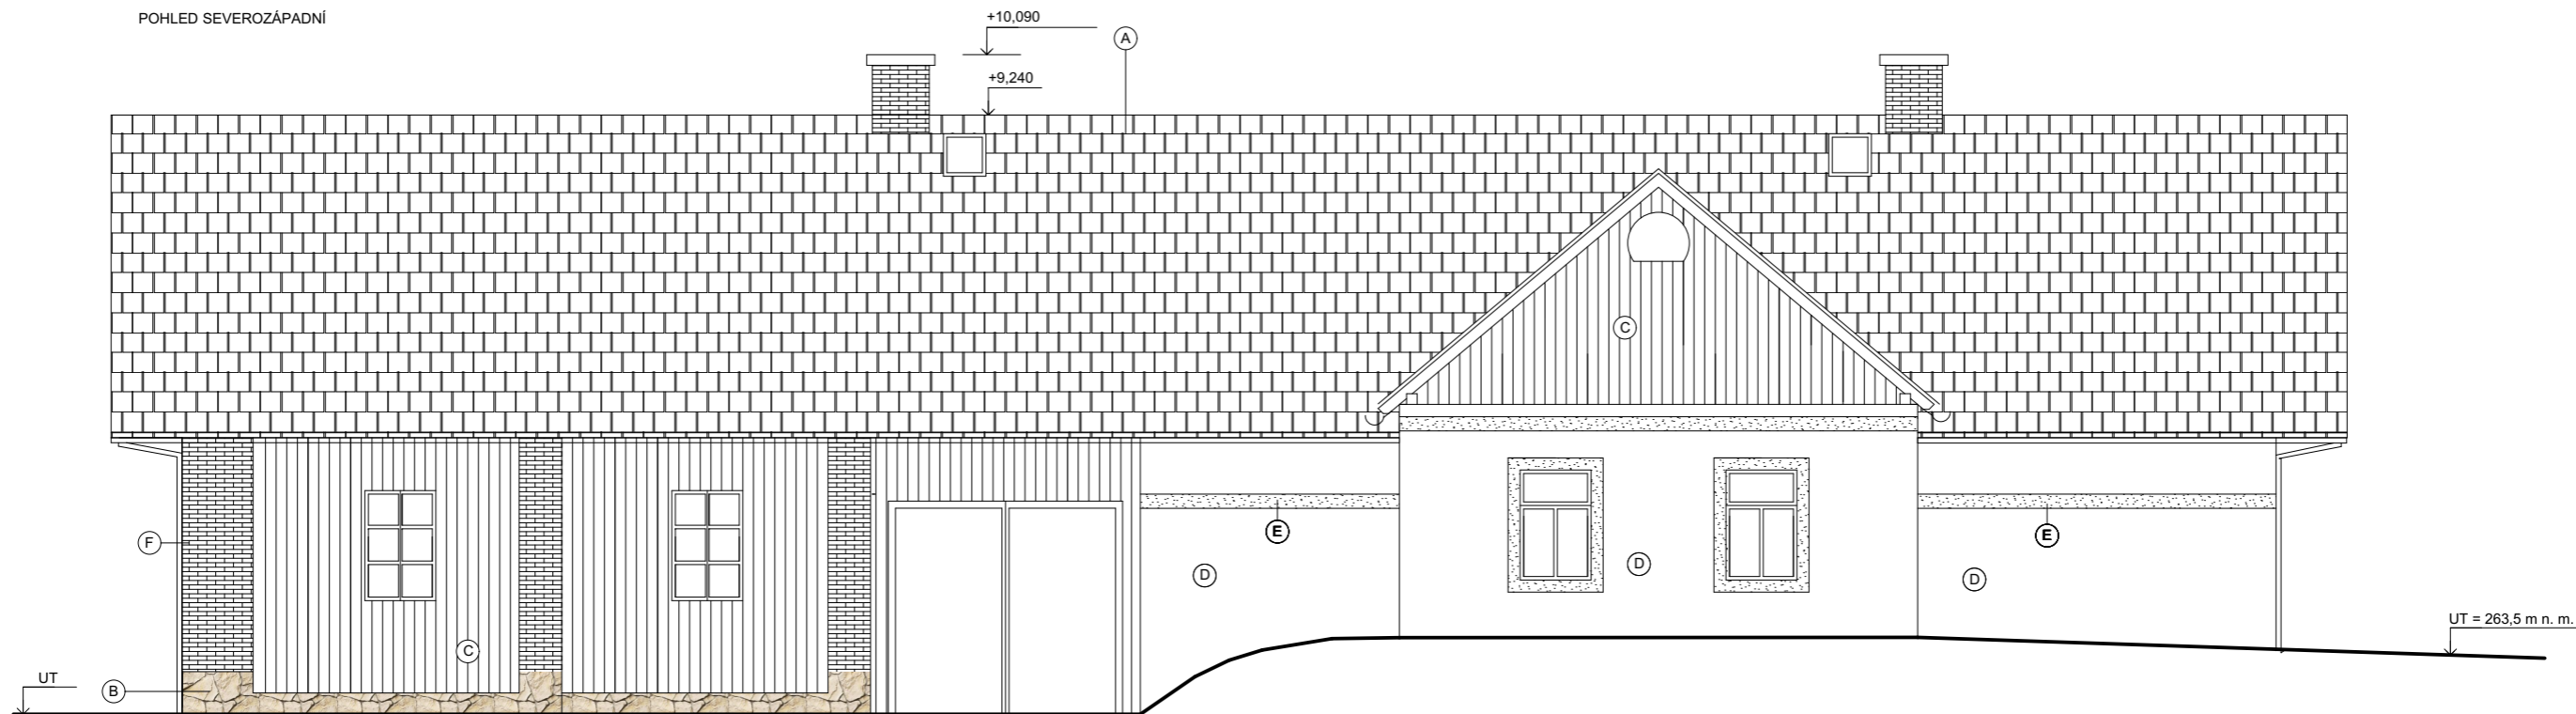 POHLED SEVEROZÁPADNÍ
+10,090
A
+9,240
C
E
E
F
D
D
D
UT = 263,5 m n. m.
C
UT
B